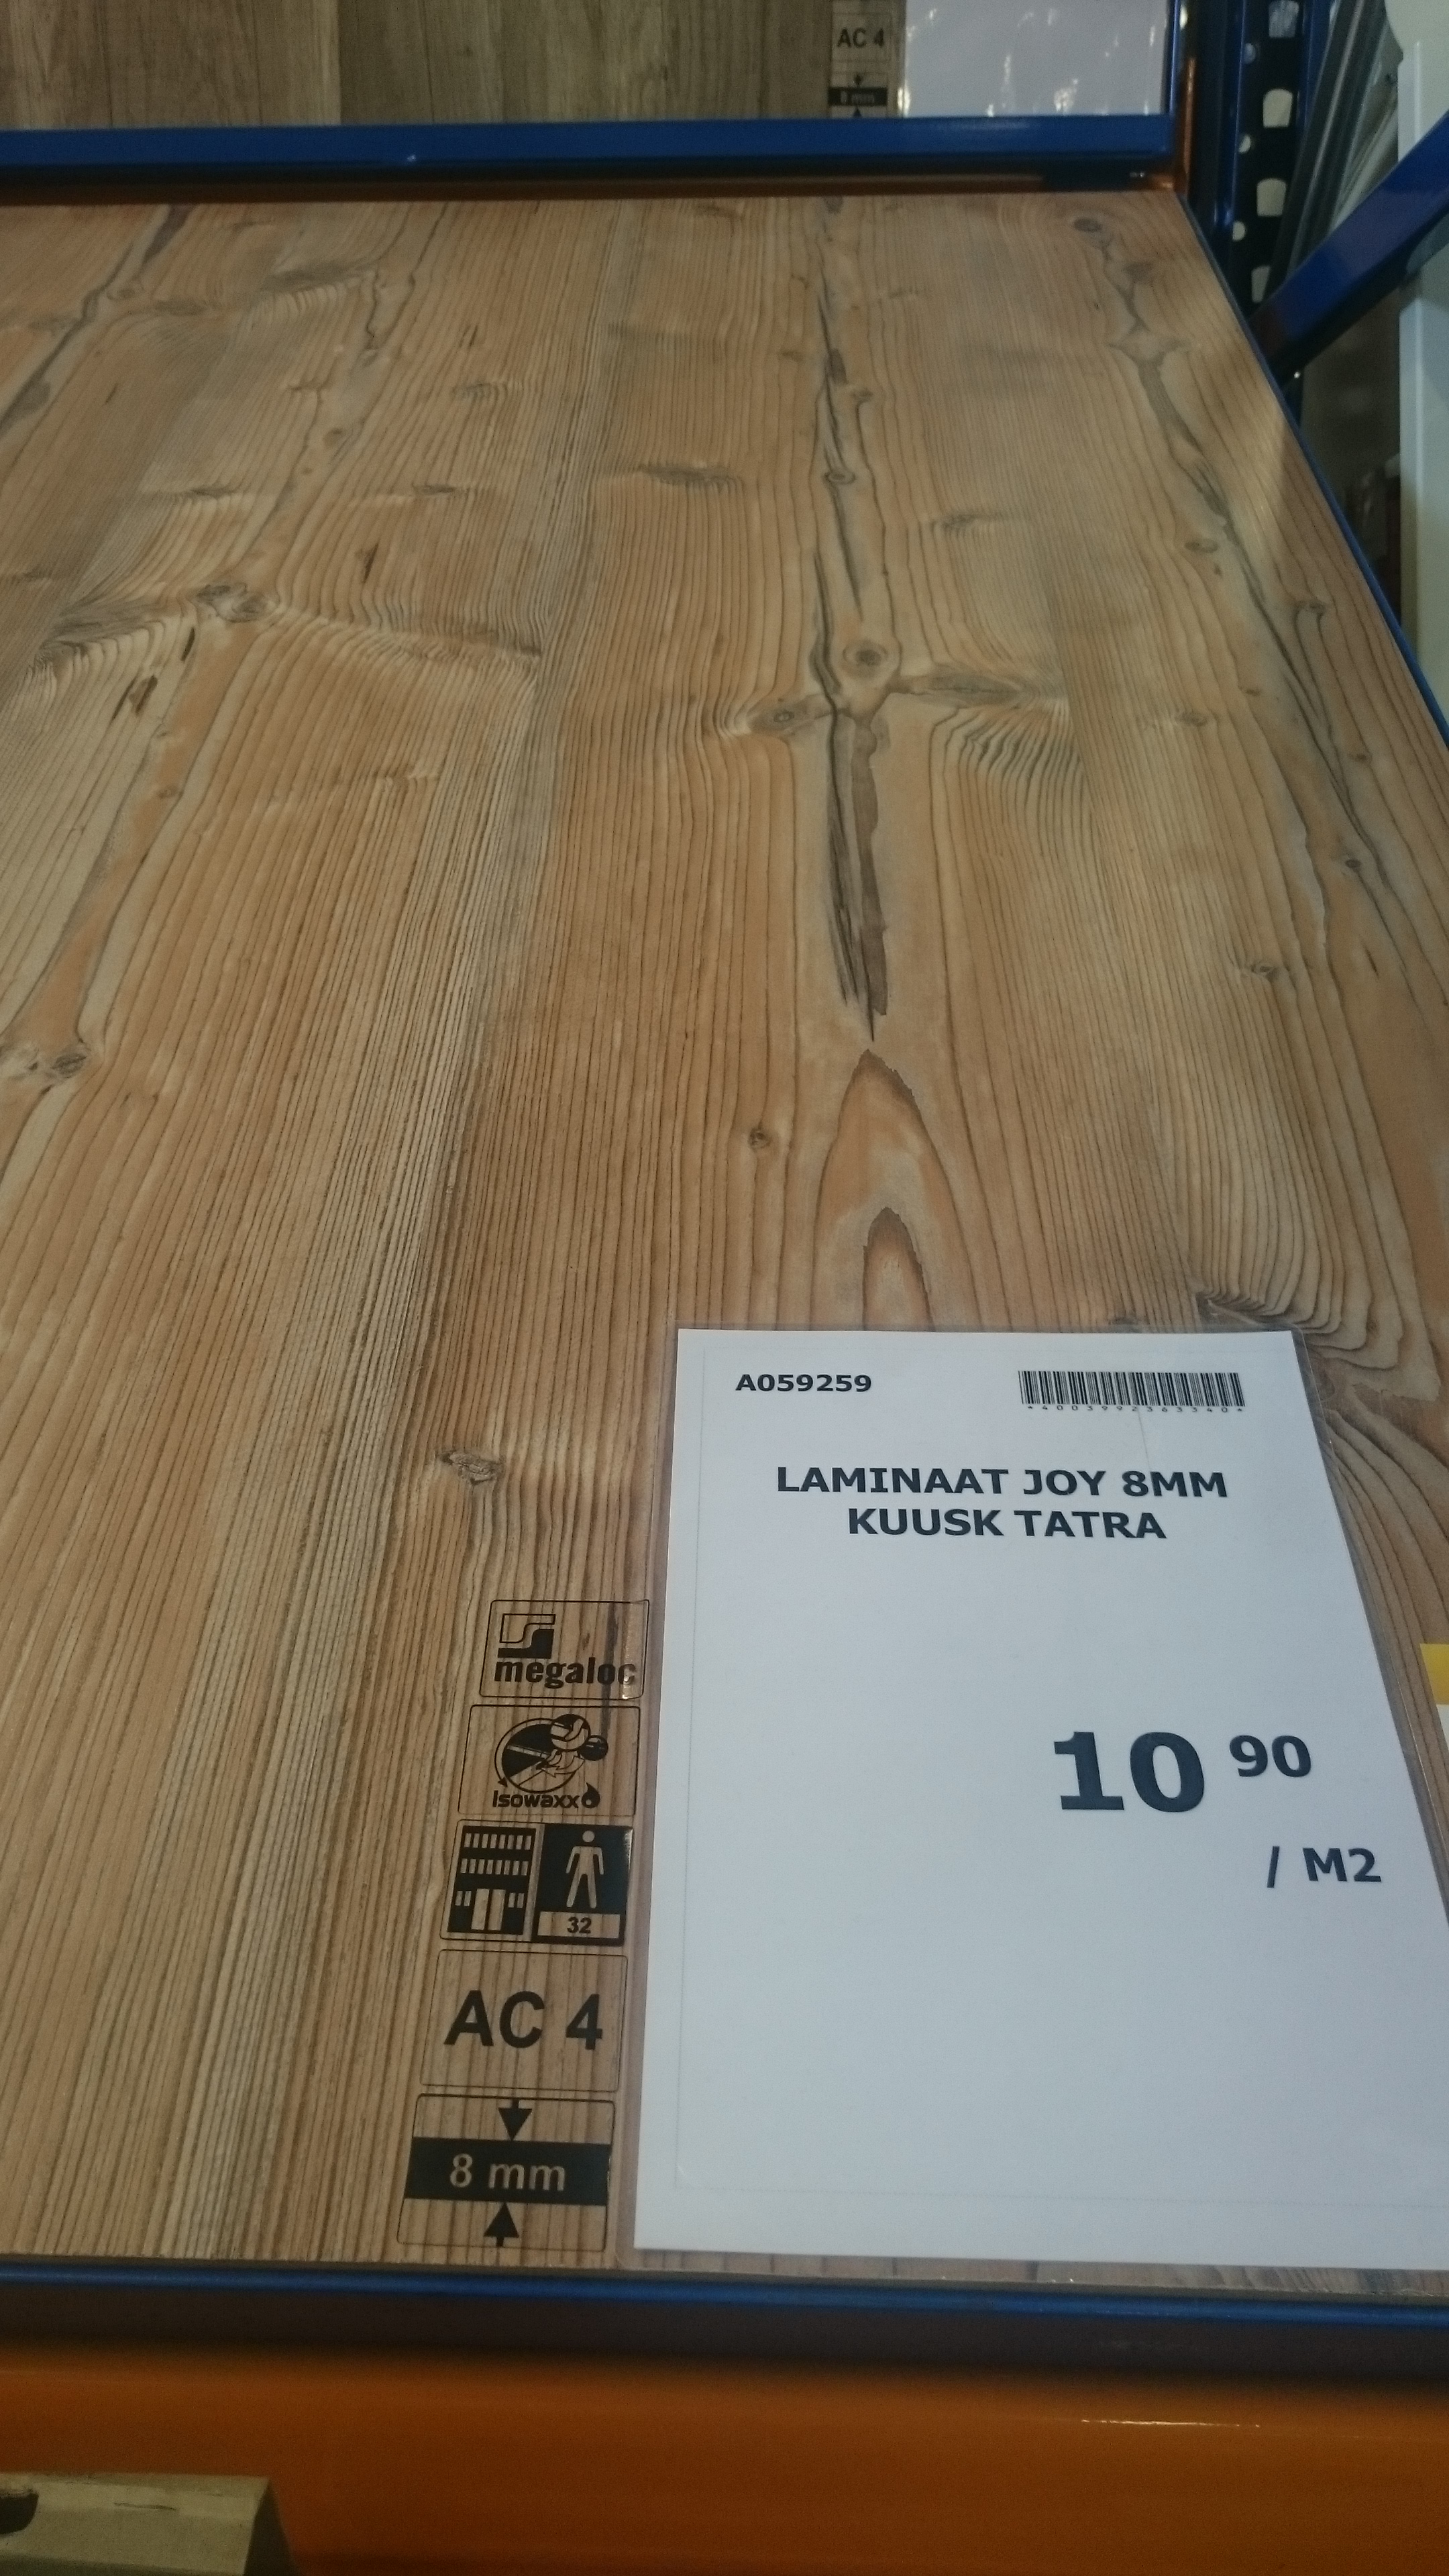 AC 4
8 mm
A059259
*4003992363340*
LAMINAAT JOY 8MM
KUUSK TATRA
10 90
/ M2
megaloc
Isowaxx
32
AC 4
8 mm